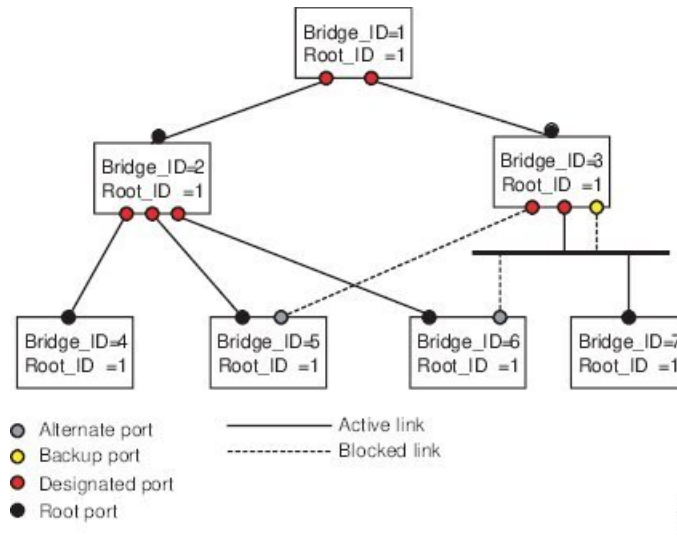 Bridge_ID=1
Root_ID =1
Bridge_ID=2
Root_ID =1
Bridge_ID=3
Root_ID =1
Bridge_ID=4
Root_ID =1
Bridge_ID=5
Root_ID =1
Bridge_ID=6
Root_ID =1
Bridge_ID=7
Root_ID =1
Alternate port
Backup port
Designated port
Root port
Active link
Blocked link